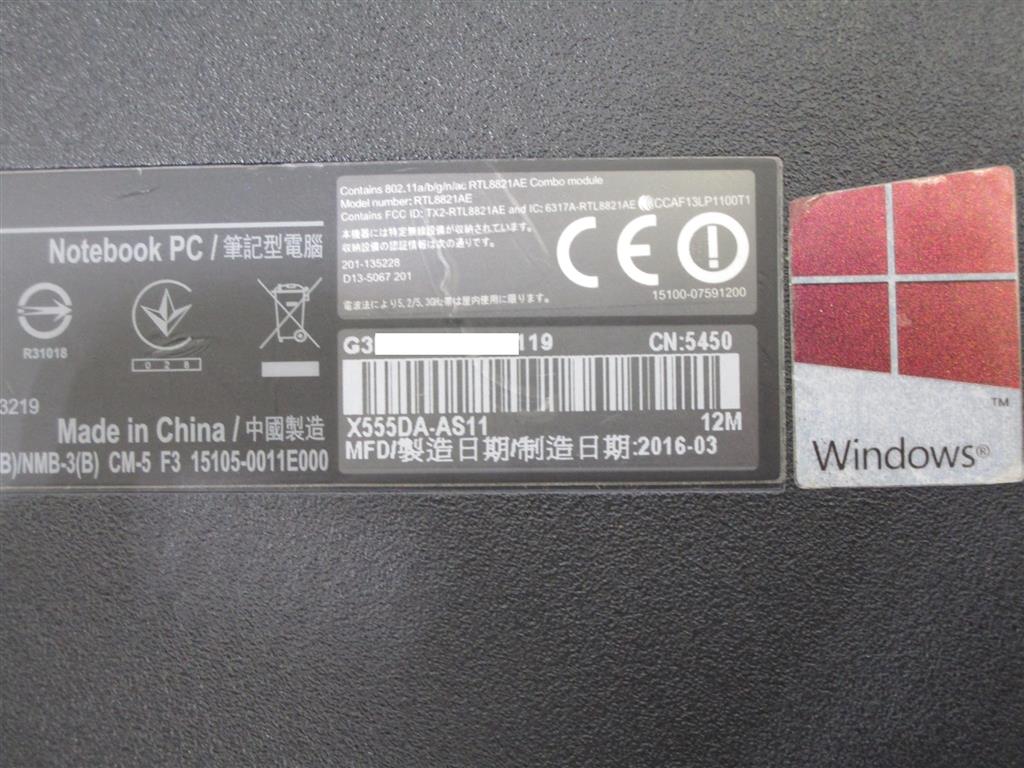 Notebook PC / 筆記型電腦
R31018
028
3219
Made in China / 中國製造
B)/NMB-3(B) CM-5 F3 15105-0011E000
Contains 802.11a/b/g/n/ac RTL8821AE Combo module
Model number: RTL8821AE
Contains FCC ID: TX2-RTL8821AE and IC: 6317A-RTL8821AE CCAF13LP1100T1
本機器には特定無線設備が収納されています。
収納設備の認証情報は次の通りです。
201-135228
D13-5067 201
CE
15100-07591200
電波法により5.2/5.3GHz帯は屋内使用に限ります。
G3 119 CN:5450
X555DA-AS11 12M
MFD/製造日期/制造日期:2016-03
TM
Windows®